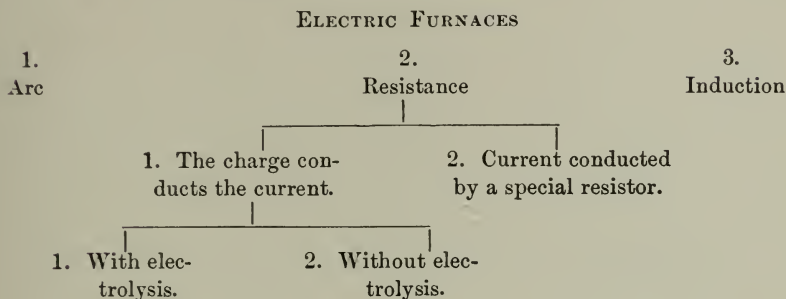 ELECTRIC FURNACES
1. 2. 3.
Arc Resistance Induction
1. The charge con- 2. Current conducted
ducts the current. by a special resistor.
1. With elec- 2. Without elec-
trolysis. trolysis.